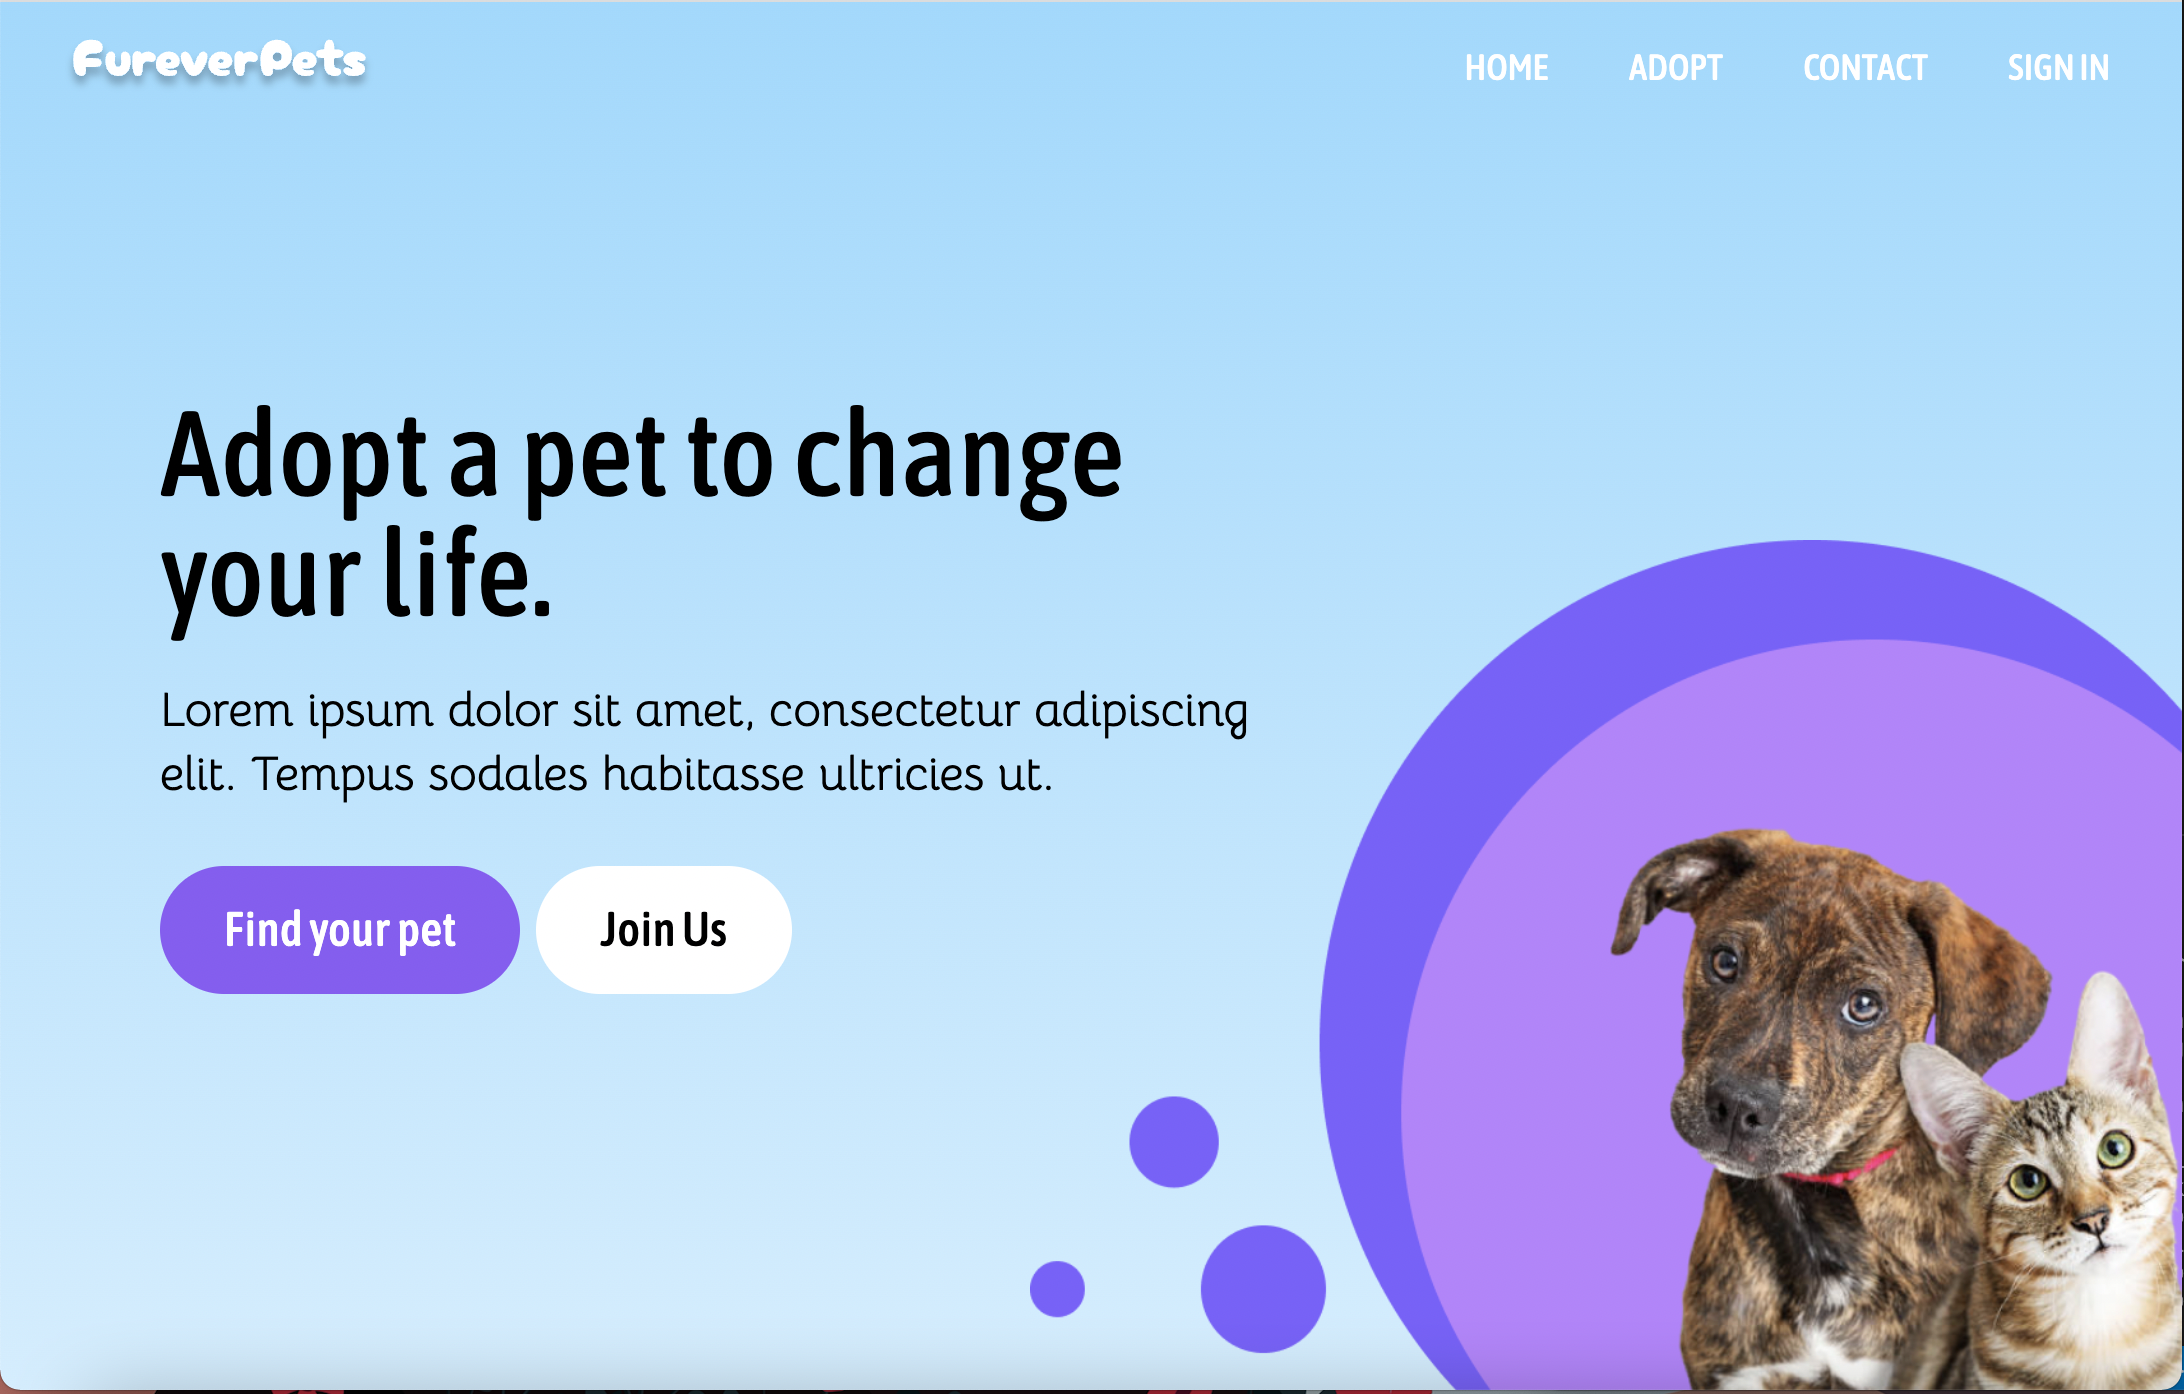 FureverPets
HOME ADOPT CONTACT SIGN IN
Adopt a pet to change
your life.
Lorem ipsum dolor sit amet, consectetur adipiscing
elit. Tempus sodales habitasse ultricies ut.
Find your pet
Join Us